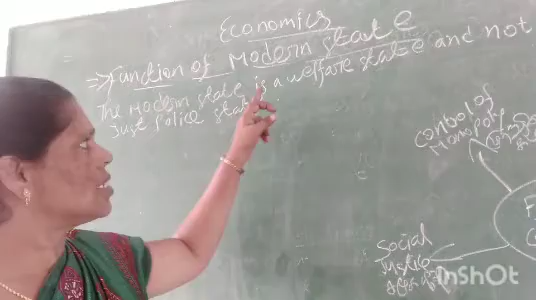 Economics
Function of Modern state
The Modern state is a welfare state and not
Just Police
Control of
Monopoly
Social
InShOt